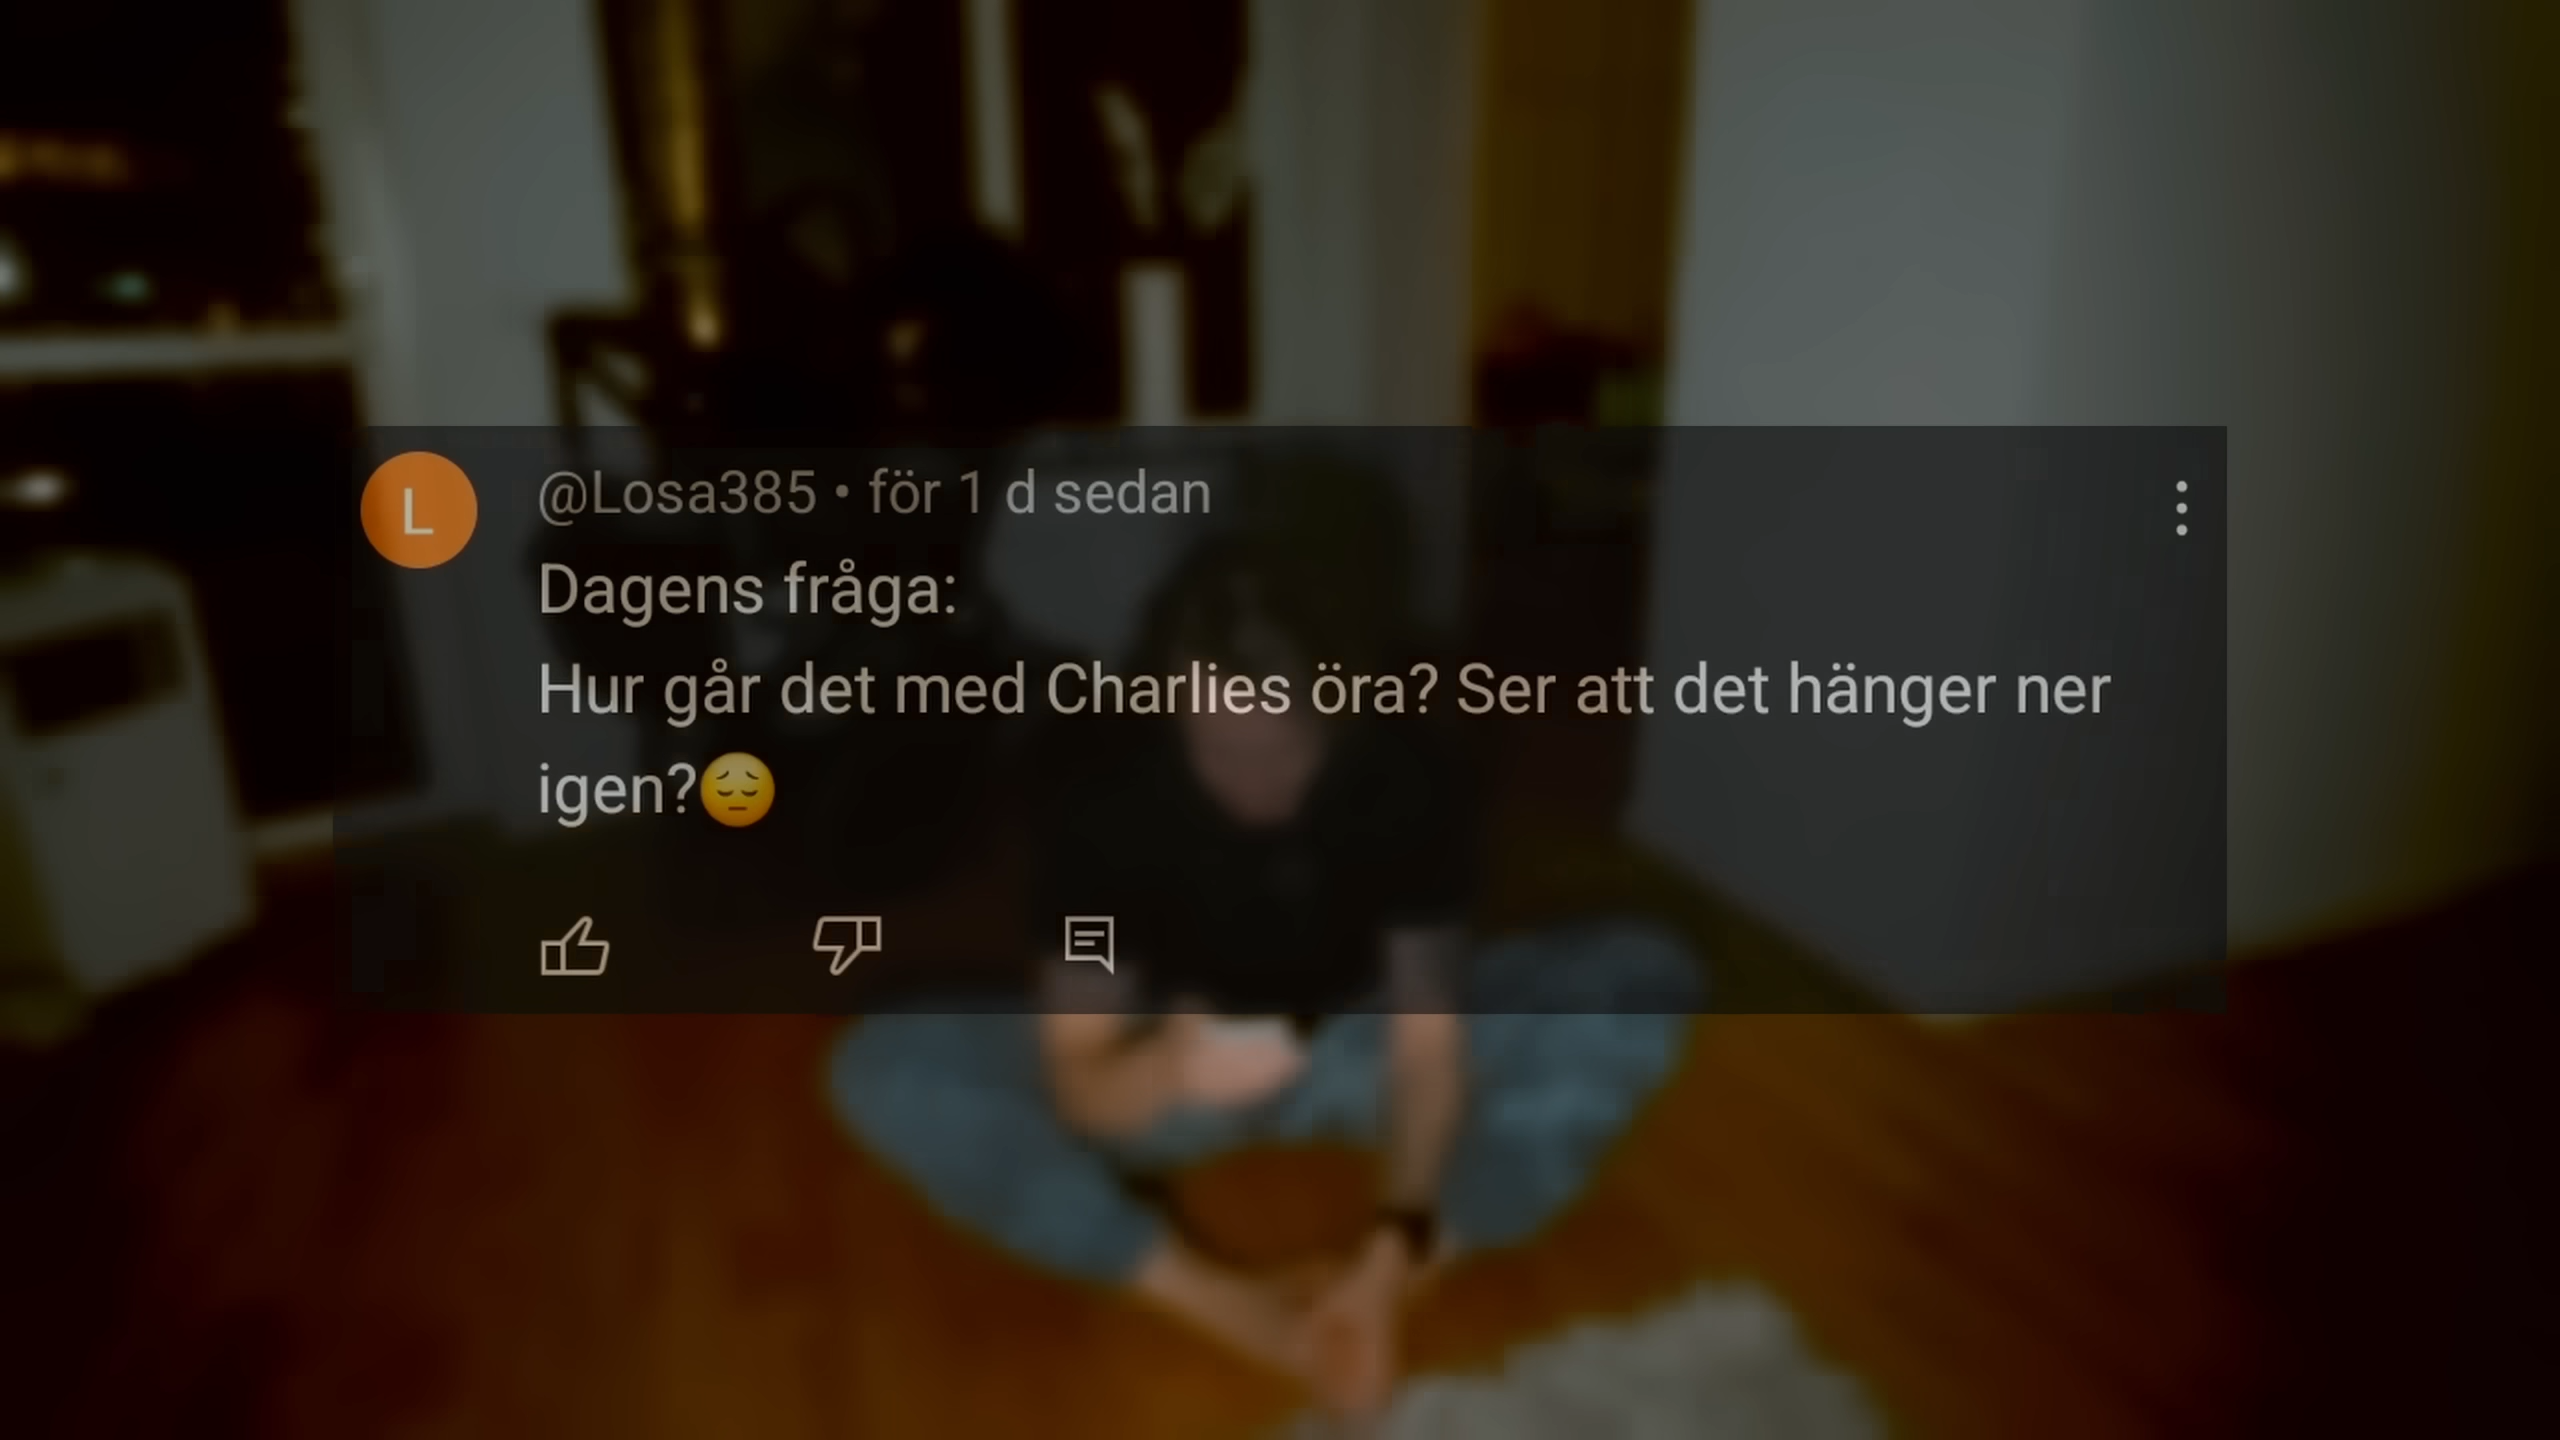 L
@Losa385 • för 1 d sedan
Dagens fråga:
Hur går det med Charlies öra? Ser att det hänger ner
igen?😔